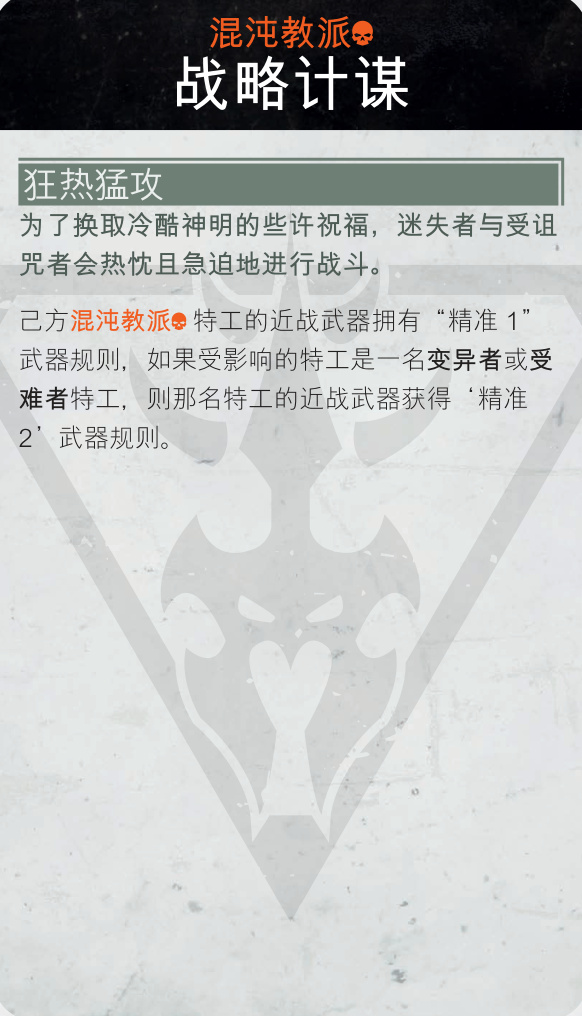 混沌教派
战略计谋
狂热猛攻
为了换取冷酷神明的些许祝福，迷失者与受诅
咒者会热忱且急迫地进行战斗。
己方混沌教派 特工的近战武器拥有“精准 1”
武器规则，如果受影响的特工是一名变异者或受
难者特工，则那名特工的近战武器获得‘精准
2’武器规则。